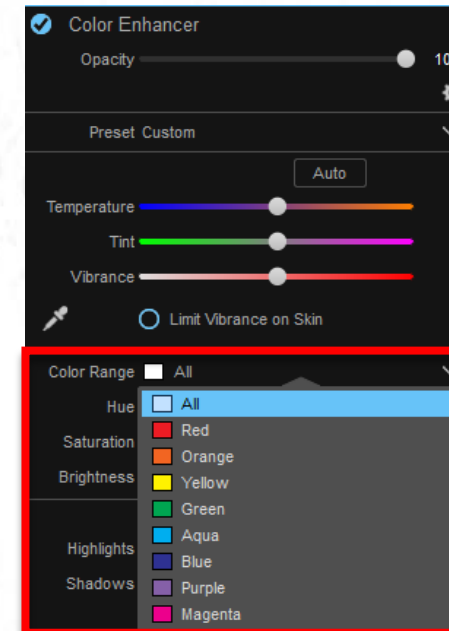 Color Enhancer
Opacity 10
Preset Custom
Auto
Temperature
Tint
Vibrance
Limit Vibrance on Skin
Color Range All
Hue All
Red
Saturation Orange
Brightness Yellow
Green
Aqua
Highlights Blue
Shadows Purple
Magenta